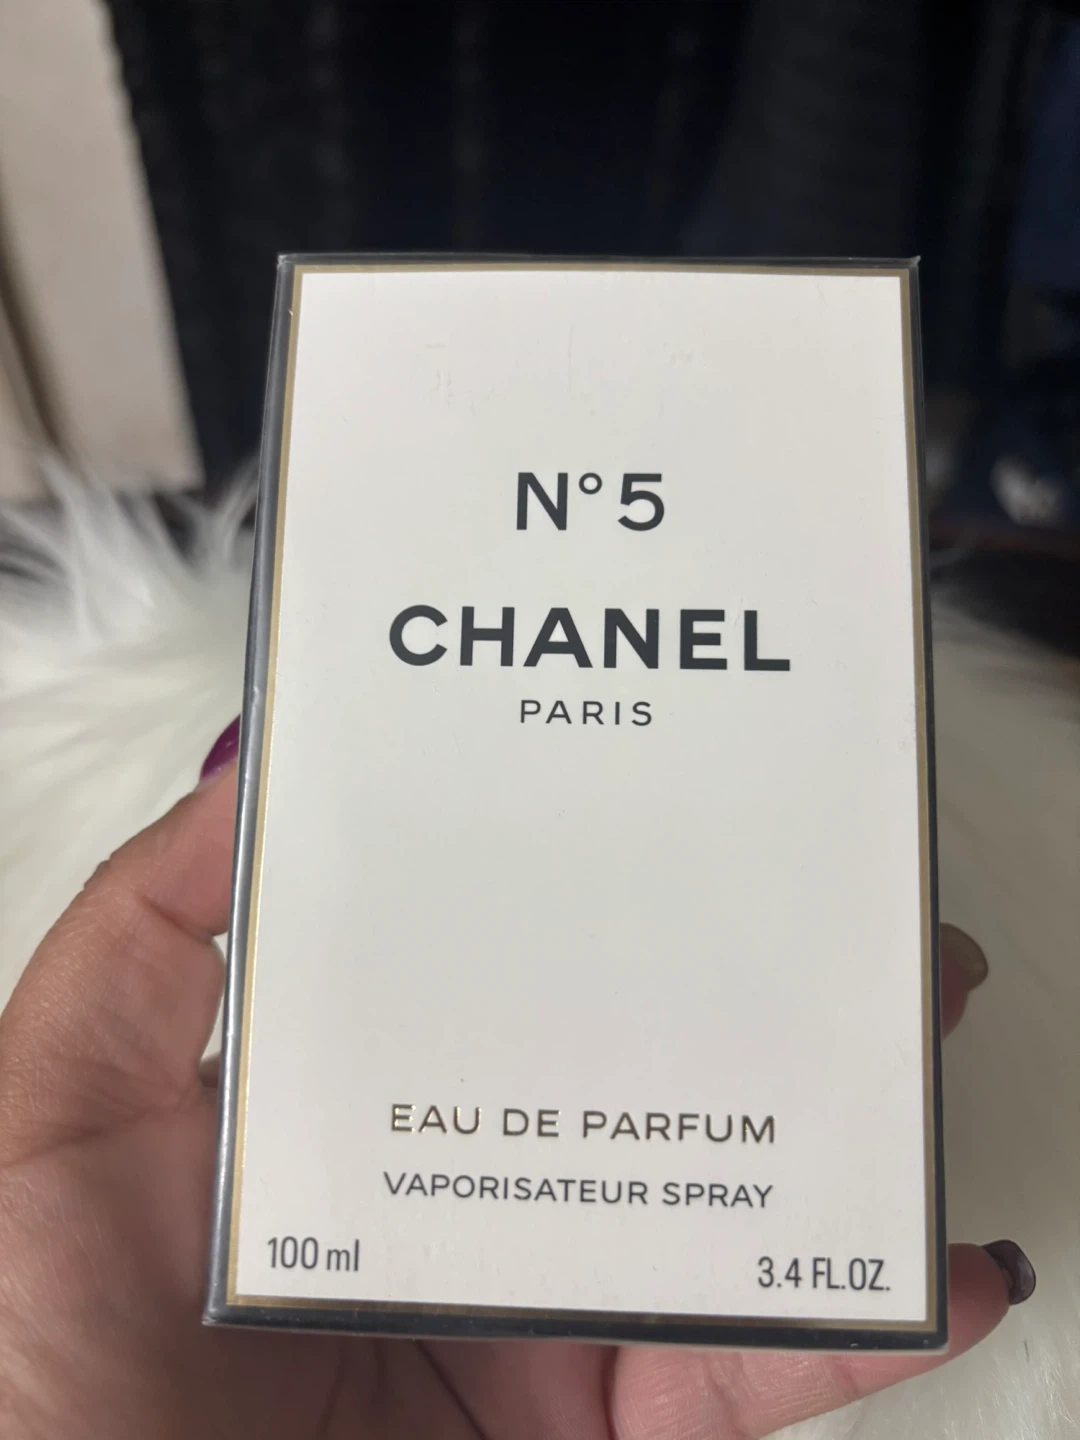 N° 5
CHANEL
PARIS
EAU DE PARFUM
VAPORISATEUR SPRAY
100 ml 3.4 FL.OZ.